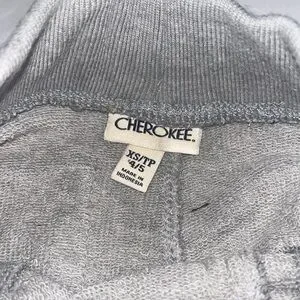 CHEROKEE.
XS/TP
4/5
MADE IN
INDONESIA